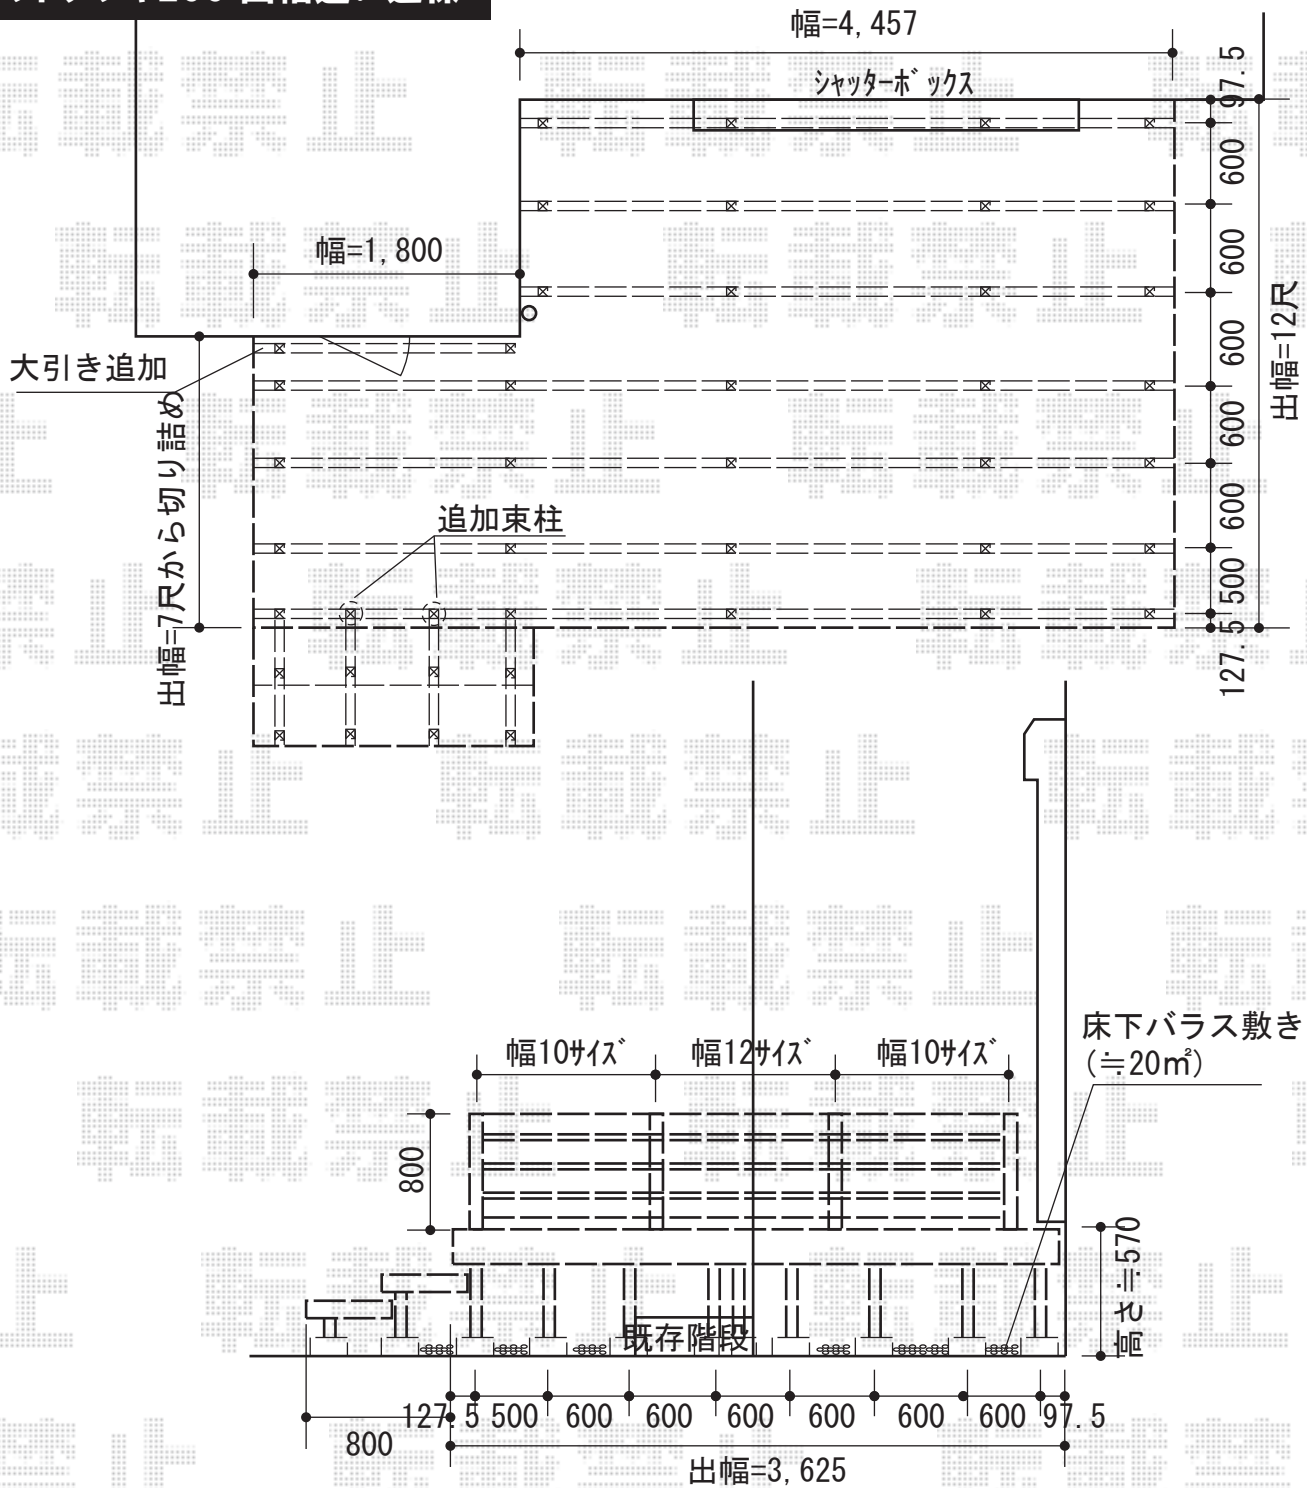 幅=4,457
シャッターボックス
97.5
600
600
600
600
600
500
127.5
出幅=12尺
幅=1,800
大引き追加
出幅=7尺から切り詰め
追加束柱
床下バラス敷き
(≒20㎡)
幅10サイズ
幅12サイズ
幅10サイズ
800
高さ≒570
既存階段
127.5 500 600 600 600 600 600 600 97.5
800
出幅=3,625
転載禁止